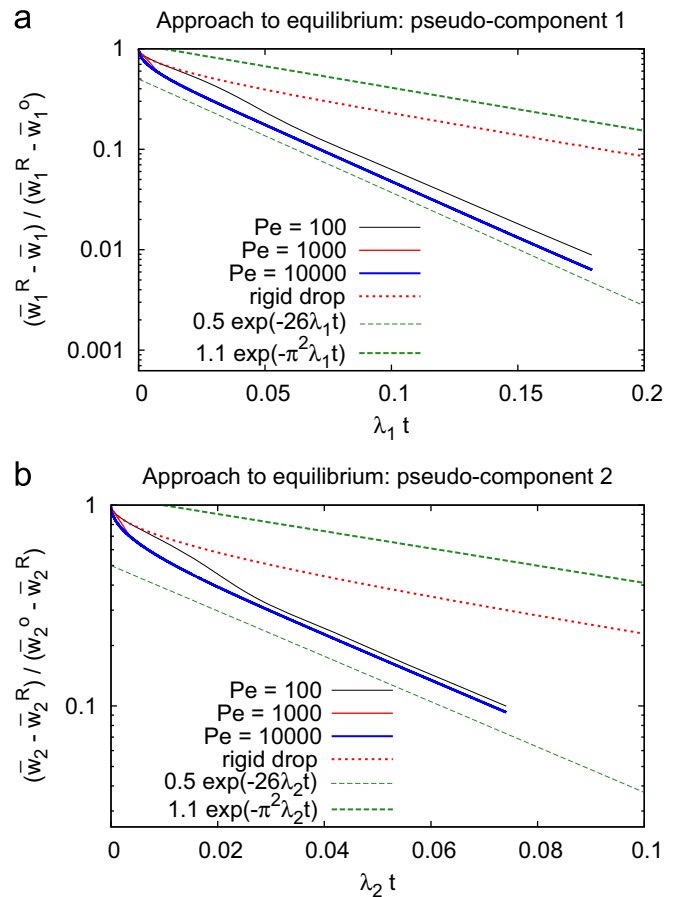 a
Approach to equilibrium: pseudo-component 1
(w̄₁ᴿ - w̄₁) / (w̄₁ᴿ - w̄₁ᵒ)
1
0.1
0.01
0.001
Pe = 100
Pe = 1000
Pe = 10000
rigid drop
0.5 exp(-26λ₁t)
1.1 exp(-π²λ₁t)
0 0.05 0.1 0.15 0.2
λ₁ t
b
Approach to equilibrium: pseudo-component 2
(w̄₂ - w̄₂ᴿ) / (w̄₂ᵒ - w̄₂ᴿ)
1
0.1
Pe = 100
Pe = 1000
Pe = 10000
rigid drop
0.5 exp(-26λ₂t)
1.1 exp(-π²λ₂t)
0 0.02 0.04 0.06 0.08 0.1
λ₂ t